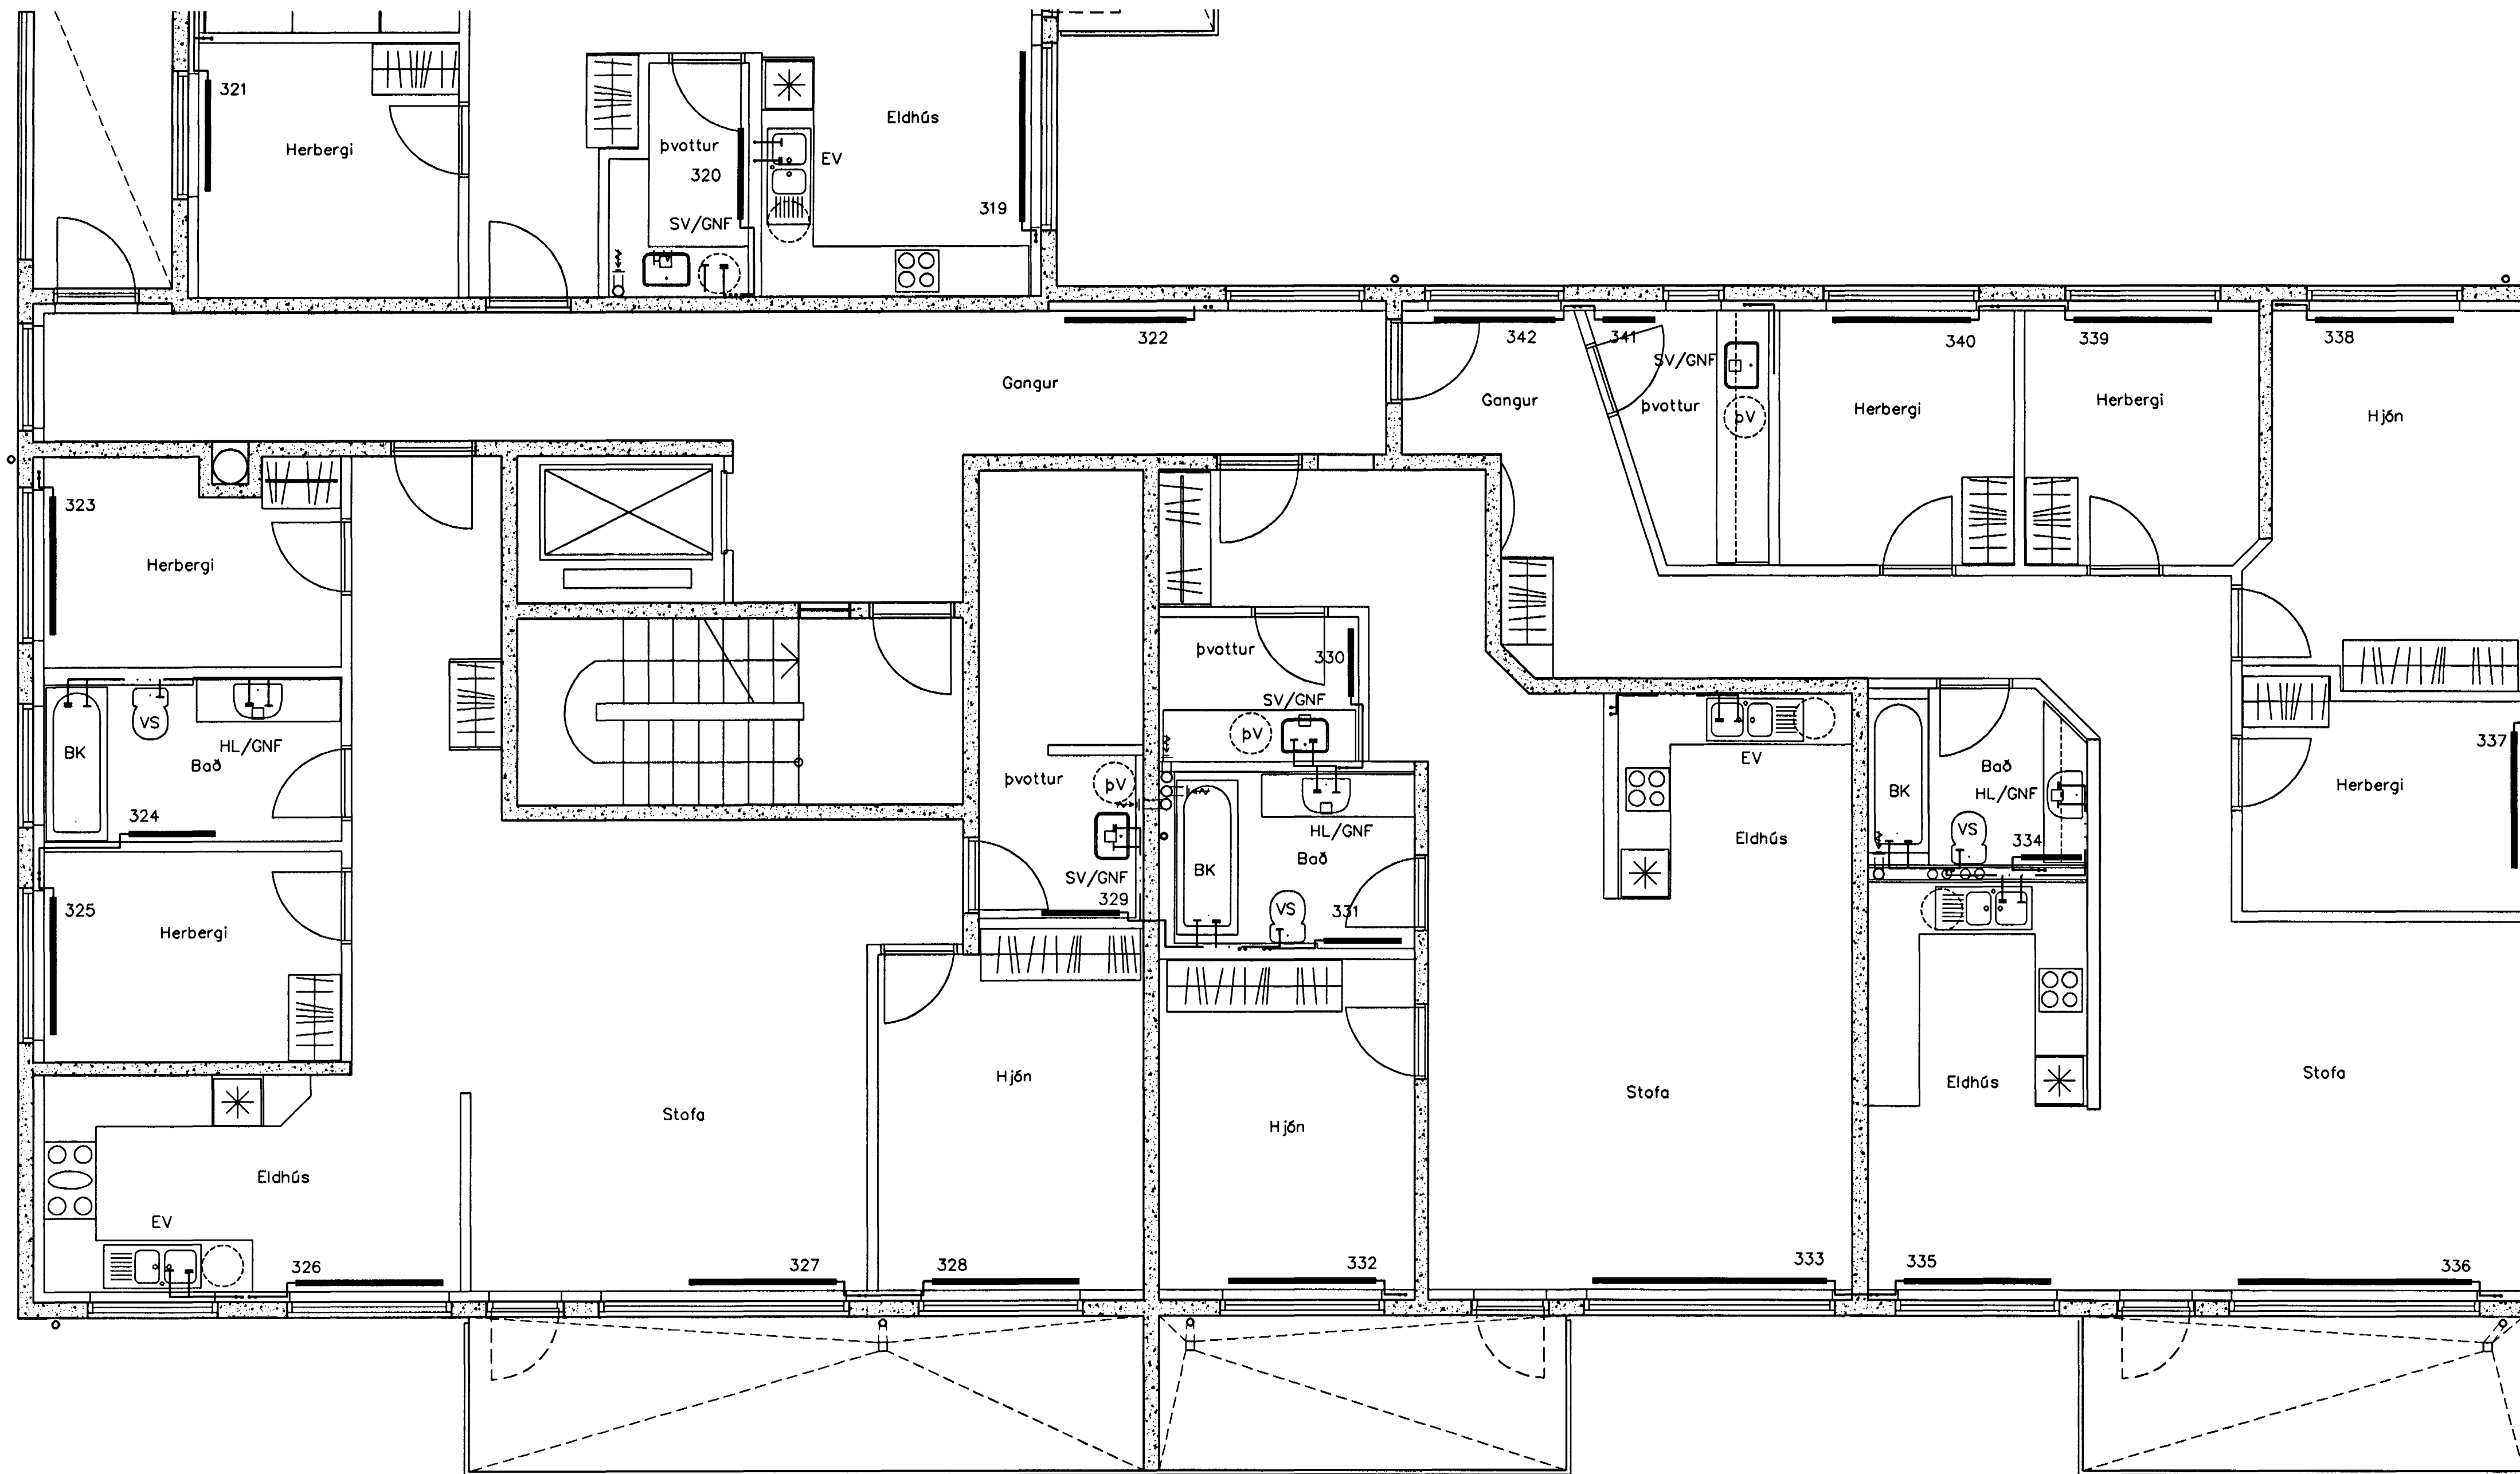 321
Herbergi
þvottur
320
SV/GNF
EV
Eldhús
319
322
Gangur
342
Gangur
341
SV/GNF
þvottur
þV
340
Herbergi
339
Herbergi
338
Hjón
323
Herbergi
BK
VS
HL/GNF
Bað
324
325
Herbergi
Eldhús
EV
326
Stofa
327
328
Hjón
þvottur
þV
SV/GNF
329
þvottur
330
SV/GNF
þV
HL/GNF
Bað
BK
VS
331
Hjón
332
EV
Eldhús
Stofa
333
Bað
HL/GNF
BK
VS
334
Eldhús
335
Stofa
336
337
Herbergi